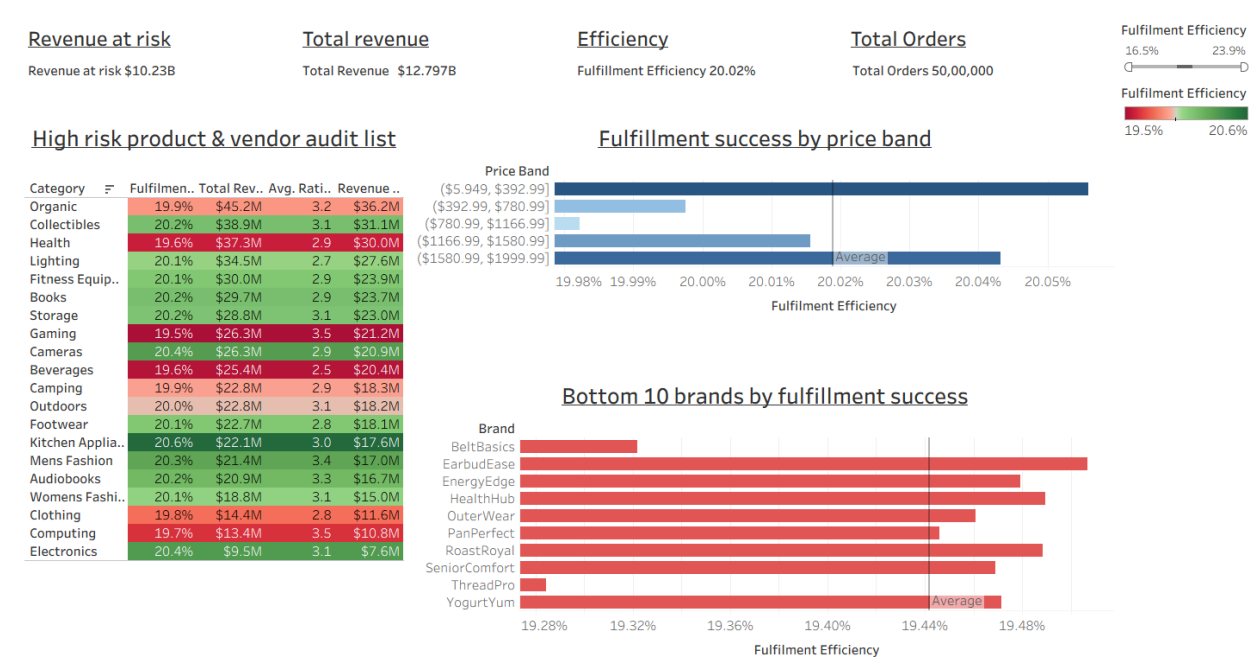 Revenue at risk
Revenue at risk $10.23B
Total revenue
Total Revenue $12.797B
Efficiency
Fulfillment Efficiency 20.02%
Total Orders
Total Orders 50,00,000
Fulfilment Efficiency
16.5% 23.9%
Fulfilment Efficiency
19.5% 20.6%
High risk product & vendor audit list
Category Fulfilmen.. Total Rev.. Avg. Rati.. Revenue ..
Organic 19.9% $45.2M 3.2 $36.2M
Collectibles 20.2% $38.9M 3.1 $31.1M
Health 19.6% $37.3M 2.9 $30.0M
Lighting 20.1% $34.5M 2.7 $27.6M
Fitness Equip.. 20.1% $30.0M 2.9 $23.9M
Books 20.2% $29.7M 2.9 $23.7M
Storage 20.2% $28.8M 3.1 $23.0M
Gaming 19.5% $26.3M 3.5 $21.2M
Cameras 20.4% $26.3M 2.9 $20.9M
Beverages 19.6% $25.4M 2.5 $20.4M
Camping 19.9% $22.8M 2.9 $18.3M
Outdoors 20.0% $22.8M 3.1 $18.2M
Footwear 20.1% $22.7M 2.8 $18.1M
Kitchen Applia.. 20.6% $22.1M 3.0 $17.6M
Mens Fashion 20.3% $21.4M 3.4 $17.0M
Audiobooks 20.2% $20.9M 3.3 $16.7M
Womens Fashi.. 20.1% $18.8M 3.1 $15.0M
Clothing 19.8% $14.4M 2.8 $11.6M
Computing 19.7% $13.4M 3.5 $10.8M
Electronics 20.4% $9.5M 3.1 $7.6M
Fulfillment success by price band
Price Band
($5.949, $392.99]
($392.99, $780.99]
($780.99, $1166.99]
($1166.99, $1580.99]
($1580.99, $1999.99]
Average
19.98% 19.99% 20.00% 20.01% 20.02% 20.03% 20.04% 20.05%
Fulfilment Efficiency
Bottom 10 brands by fulfillment success
Brand
BeltBasics
EarbudEase
EnergyEdge
HealthHub
OuterWear
PanPerfect
RoastRoyal
SeniorComfort
ThreadPro
YogurtYum
Average
19.28% 19.32% 19.36% 19.40% 19.44% 19.48%
Fulfilment Efficiency